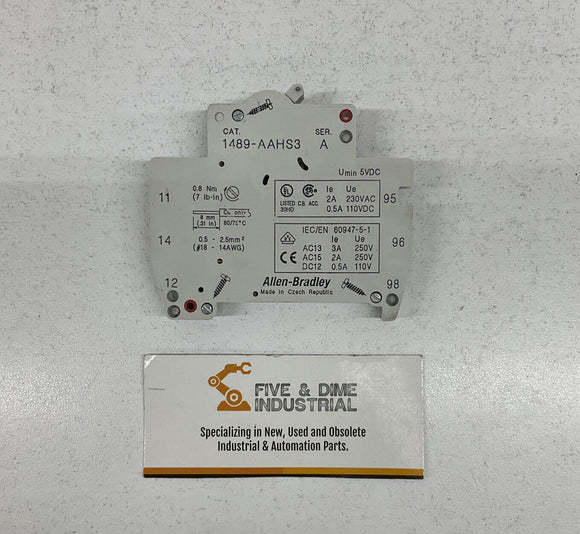 CAT. SER.
1489-AAHS3 A
Umin 5VDC
11 0.8 Nm
(7 lb-in)
8 mm
(.31 in)
Cu only
60/75°C
14 0.5 - 2.5mm²
(#18 - 14AWG)
12
UL Ie Ue
LISTED C.B. ACC. 2A 230VAC
30HD 0.5A 110VDC
95
IEC/EN 60947-5-1
Ie Ue
AC13 3A 250V
CE AC15 2A 250V
DC12 0.5A 110V
96
98
Allen-Bradley
Made in Czech Republic
FIVE & DIME
INDUSTRIAL
Specializing in New, Used and Obsolete
Industrial & Automation Parts.